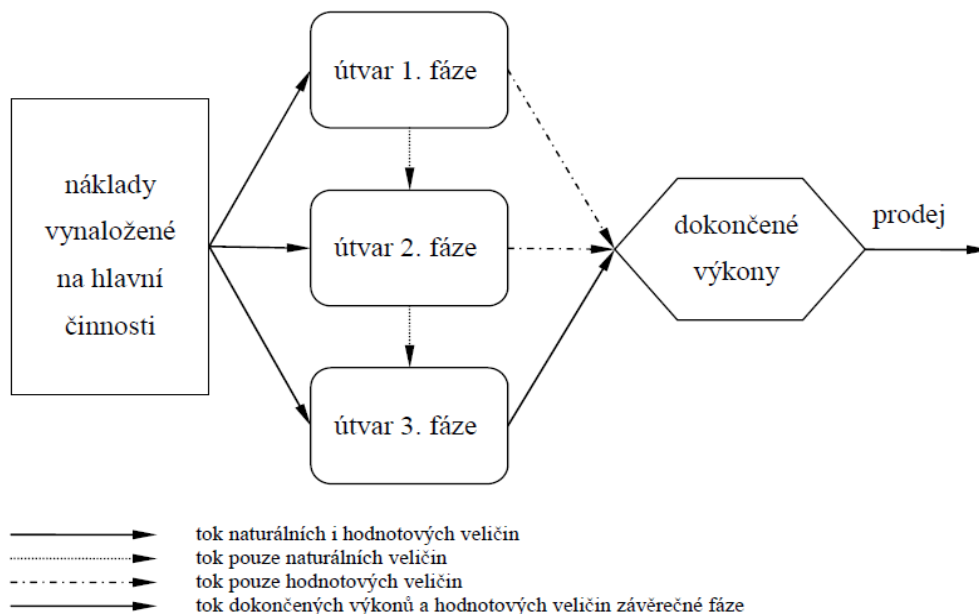 útvar 1. fáze
náklady
vynaložené
na hlavní
činnosti
útvar 2. fáze
dokončené
výkony
prodej
útvar 3. fáze
tok naturálních i hodnotových veličin
tok pouze naturálních veličin
tok pouze hodnotových veličin
tok dokončených výkonů a hodnotových veličin závěrečné fáze